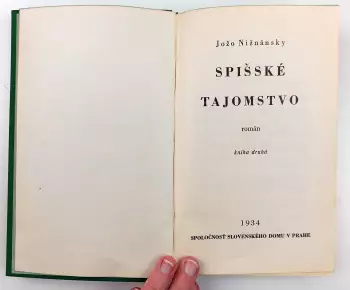 Jožo Nižnánsky
SPIŠSKÉ
TAJOMSTVO
román
kniha druhá
1934
SPOLOČNOSŤ SLOVENSKÉHO DOMU V PRAHE